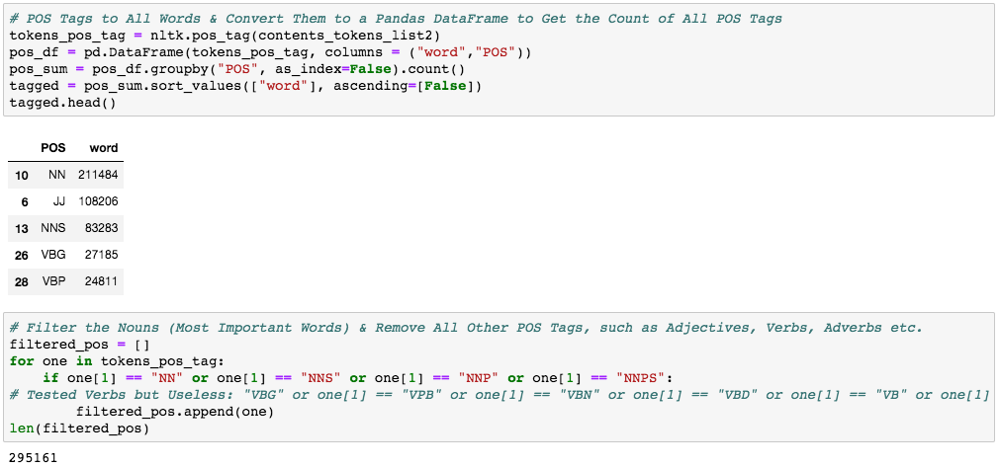 # POS Tags to All Words & Convert Them to a Pandas DataFrame to Get the Count of All POS Tags
tokens_pos_tag = nltk.pos_tag(contents_tokens_list2)
pos_df = pd.DataFrame(tokens_pos_tag, columns = ("word","POS"))
pos_sum = pos_df.groupby("POS", as_index=False).count()
tagged = pos_sum.sort_values(["word"], ascending=[False])
tagged.head()
POS word
10 NN 211484
6 JJ 108206
13 NNS 83283
26 VBG 27185
28 VBP 24811
# Filter the Nouns (Most Important Words) & Remove All Other POS Tags, such as Adjectives, Verbs, Adverbs etc.
filtered_pos = []
for one in tokens_pos_tag:
    if one[1] == "NN" or one[1] == "NNS" or one[1] == "NNP" or one[1] == "NNPS":
# Tested Verbs but Useless: "VBG" or one[1] == "VPB" or one[1] == "VBN" or one[1] == "VBD" or one[1] == "VB" or one[1]
        filtered_pos.append(one)
len(filtered_pos)
295161